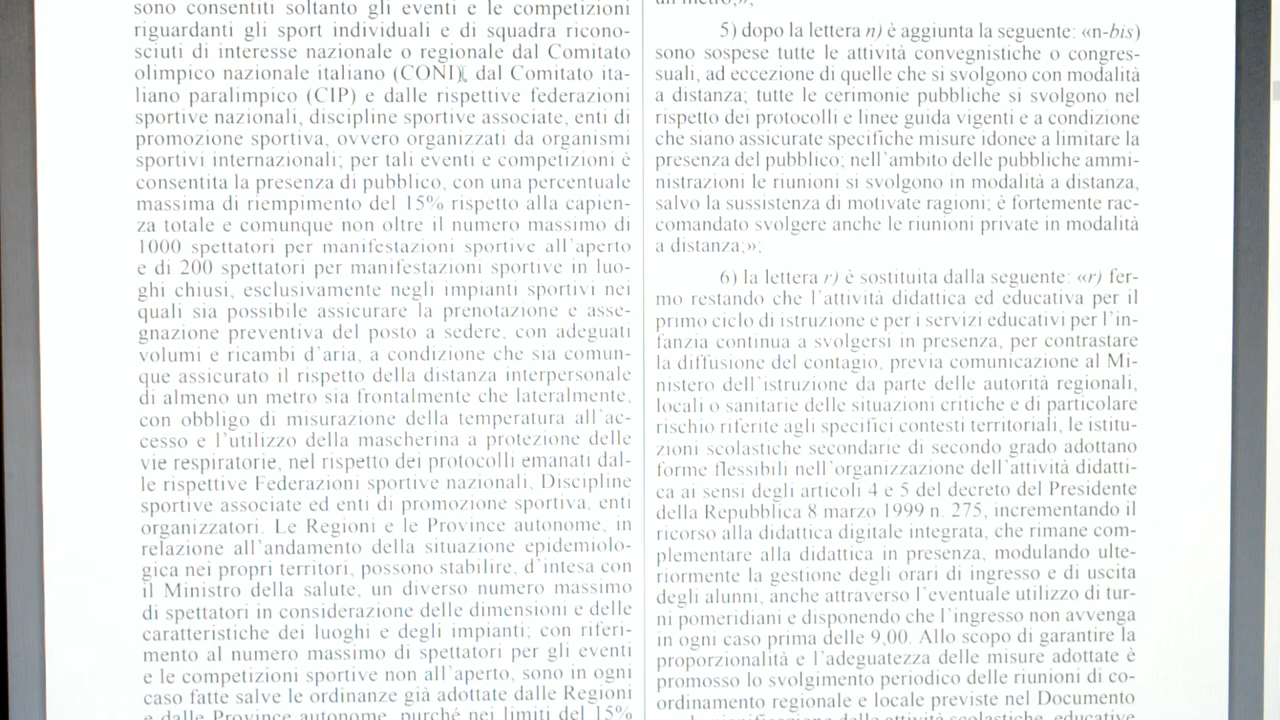 sono consentiti soltanto gli eventi e le competizioni
riguardanti gli sport individuali e di squadra ricono-
sciuti di interesse nazionale o regionale dal Comitato
olimpico nazionale italiano (CONI), dal Comitato ita-
liano paralimpico (CIP) e dalle rispettive federazioni
sportive nazionali, discipline sportive associate, enti di
promozione sportiva, ovvero organizzati da organismi
sportivi internazionali; per tali eventi e competizioni è
consentita la presenza di pubblico, con una percentuale
massima di riempimento del 15% rispetto alla capien-
za totale e comunque non oltre il numero massimo di
1000 spettatori per manifestazioni sportive all'aperto
e di 200 spettatori per manifestazioni sportive in luo-
ghi chiusi, esclusivamente negli impianti sportivi nei
quali sia possibile assicurare la prenotazione e asse-
gnazione preventiva del posto a sedere, con adeguati
volumi e ricambi d'aria, a condizione che sia comun-
que assicurato il rispetto della distanza interpersonale
di almeno un metro sia frontalmente che lateralmente,
con obbligo di misurazione della temperatura all'ac-
cesso e l'utilizzo della mascherina a protezione delle
vie respiratorie, nel rispetto dei protocolli emanati dal-
le rispettive Federazioni sportive nazionali, Discipline
sportive associate ed enti di promozione sportiva, enti
organizzatori. Le Regioni e le Province autonome, in
relazione all'andamento della situazione epidemiolo-
gica nei propri territori, possono stabilire, d'intesa con
il Ministro della salute, un diverso numero massimo
di spettatori in considerazione delle dimensioni e delle
caratteristiche dei luoghi e degli impianti; con riferi-
mento al numero massimo di spettatori per gli eventi
e le competizioni sportive non all'aperto, sono in ogni
caso fatte salve le ordinanze già adottate dalle Regioni
e dalle Province autonome, purché nei limiti del 15%
un metro;»;
5) dopo la lettera n) è aggiunta la seguente: «n-bis)
sono sospese tutte le attività convegnistiche o congres-
suali, ad eccezione di quelle che si svolgono con modalità
a distanza; tutte le cerimonie pubbliche si svolgono nel
rispetto dei protocolli e linee guida vigenti e a condizione
che siano assicurate specifiche misure idonee a limitare la
presenza del pubblico; nell'ambito delle pubbliche ammi-
nistrazioni le riunioni si svolgono in modalità a distanza,
salvo la sussistenza di motivate ragioni; è fortemente rac-
comandato svolgere anche le riunioni private in modalità
a distanza;»;
6) la lettera r) è sostituita dalla seguente: «r) fer-
mo restando che l'attività didattica ed educativa per il
primo ciclo di istruzione e per i servizi educativi per l'in-
fanzia continua a svolgersi in presenza, per contrastare
la diffusione del contagio, previa comunicazione al Mi-
nistero dell'istruzione da parte delle autorità regionali,
locali o sanitarie delle situazioni critiche e di particolare
rischio riferite agli specifici contesti territoriali, le istitu-
zioni scolastiche secondarie di secondo grado adottano
forme flessibili nell'organizzazione dell'attività didatti-
ca ai sensi degli articoli 4 e 5 del decreto del Presidente
della Repubblica 8 marzo 1999 n. 275, incrementando il
ricorso alla didattica digitale integrata, che rimane com-
plementare alla didattica in presenza, modulando ulte-
riormente la gestione degli orari di ingresso e di uscita
degli alunni, anche attraverso l'eventuale utilizzo di tur-
ni pomeridiani e disponendo che l'ingresso non avvenga
in ogni caso prima delle 9,00. Allo scopo di garantire la
proporzionalità e l'adeguatezza delle misure adottate è
promosso lo svolgimento periodico delle riunioni di co-
ordinamento regionale e locale previste nel Documento